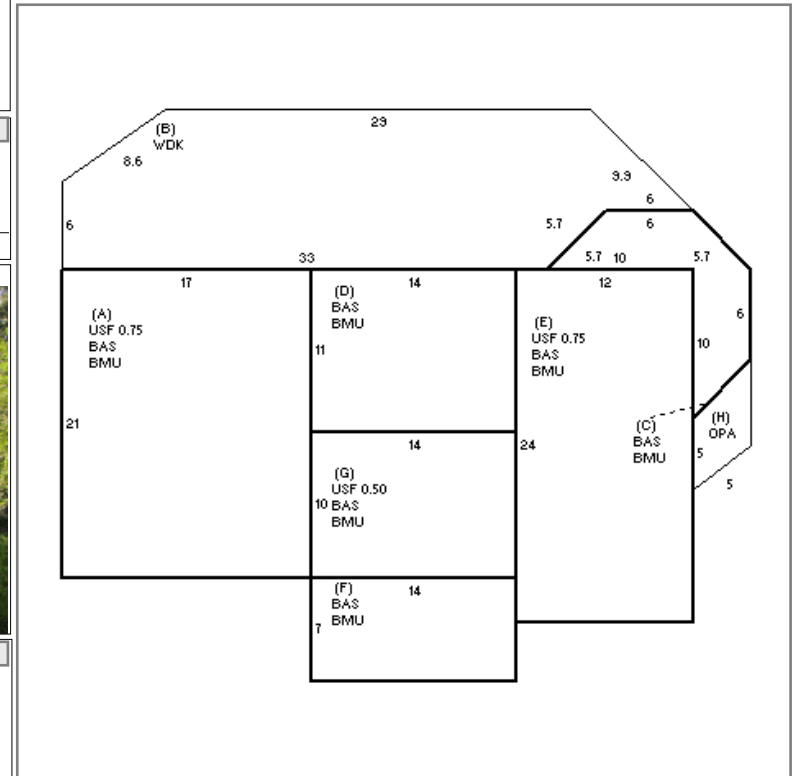 (B)
WDK
29
8.6
9.9
6
6
5.7
6
33
5.7 10
5.7
17
(D)
BAS
BMU
14
12
(A)
USF 0.75
BAS
BMU
(E)
USF 0.75
BAS
BMU
6
11
10
21
14
24
(C)
BAS
BMU
(H)
OPA
5
5
(G)
USF 0.50
10 BAS
BMU
(F)
BAS
BMU
14
7